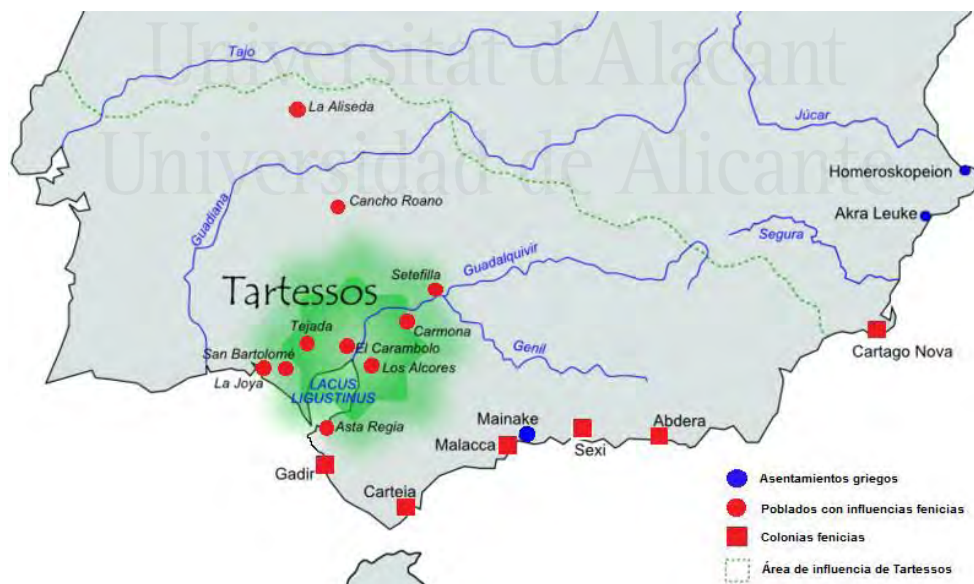 Universitat d'Alacant
Universidad de Alicante
Tajo
La Aliseda
Júcar
Homeroskopeion
Cancho Roano
Akra Leuke
Guadiana
Segura
Guadalquivir
Setefilla
Tartessos
Tejada
Carmona
Cartago Nova
San Bartolomé
El Carambolo
Genil
La Joya
Los Alcores
LACUS
LIGUSTINUS
Asta Regia
Mainake
Abdera
Malacca
Sexi
Gadir
Carteia
Asentamientos griegos
Poblados con influencias fenicias
Colonias fenicias
Área de influencia de Tartessos